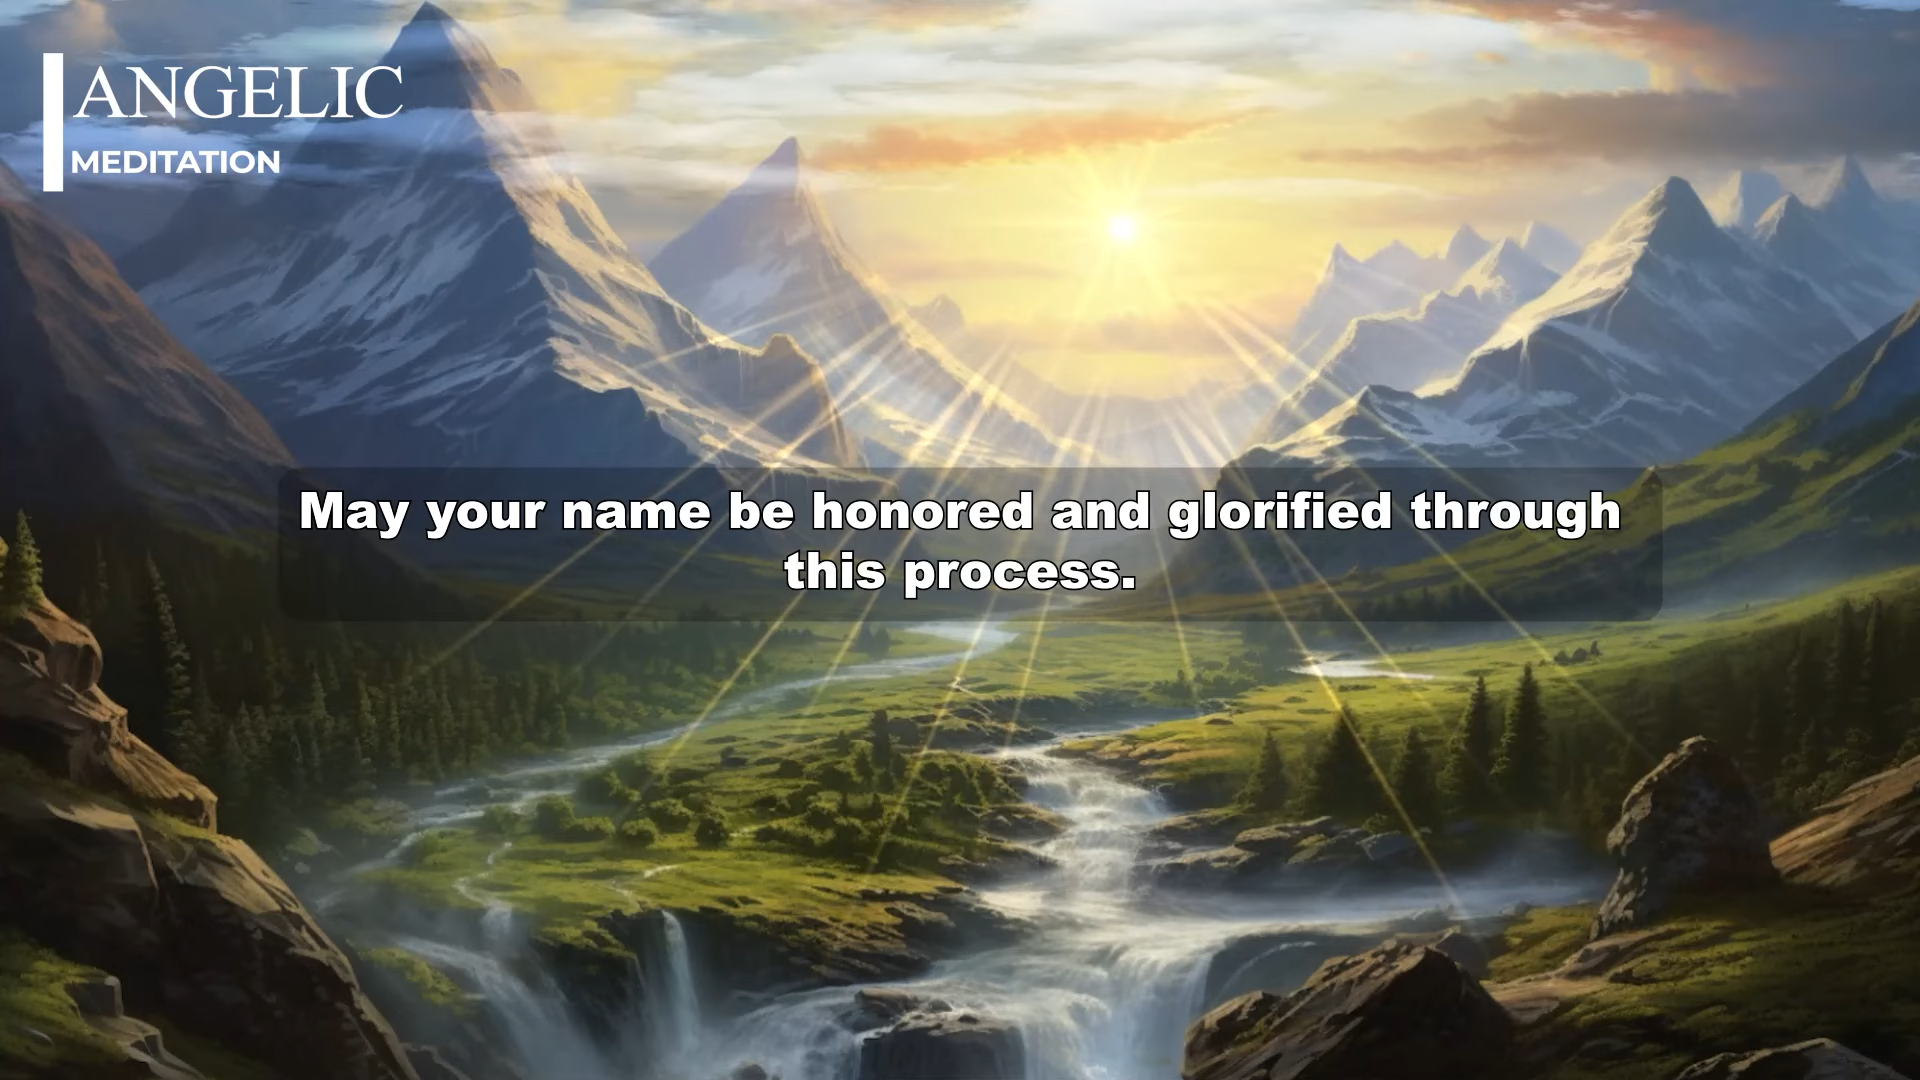 ANGELIC
MEDITATION
May your name be honored and glorified through
this process.